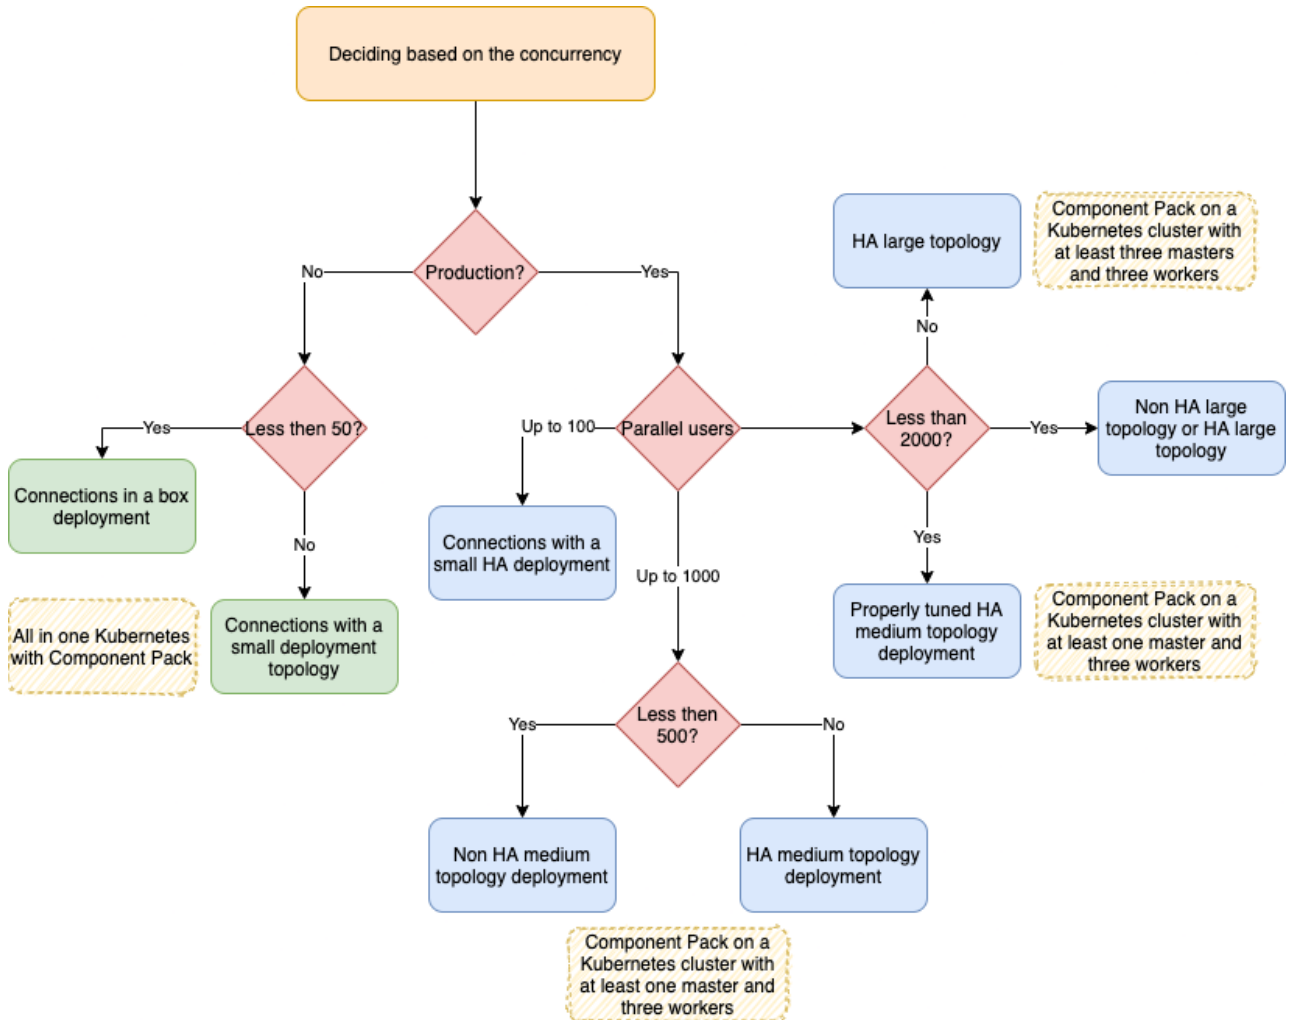 Deciding based on the concurrency
Production?
No
Yes
HA large topology
Component Pack on a
Kubernetes cluster with
at least three masters
and three workers
No
Less then 50?
Yes
Connections in a box
deployment
No
All in one Kubernetes
with Component Pack
Connections with a
small deployment
topology
Parallel users
Up to 100
Connections with a
small HA deployment
Up to 1000
Less than
2000?
Yes
Non HA large
topology or HA large
topology
Yes
Properly tuned HA
medium topology
deployment
Component Pack on a
Kubernetes cluster with
at least one master and
three workers
Less then
500?
Yes
No
Non HA medium
topology deployment
HA medium topology
deployment
Component Pack on a
Kubernetes cluster with
at least one master and
three workers